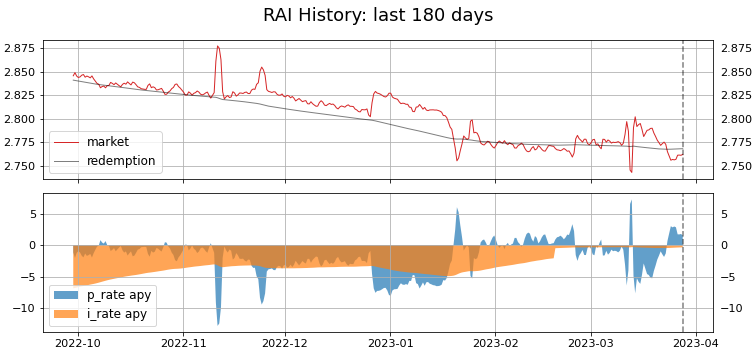 RAI History: last 180 days
2.875 2.875
2.850 2.850
2.825 2.825
2.800 2.800
2.775 2.775
2.750 2.750
market
redemption
5 5
0 0
−5 −5
−10 −10
p_rate apy
i_rate apy
2022-10 2022-11 2022-12 2023-01 2023-02 2023-03 2023-04